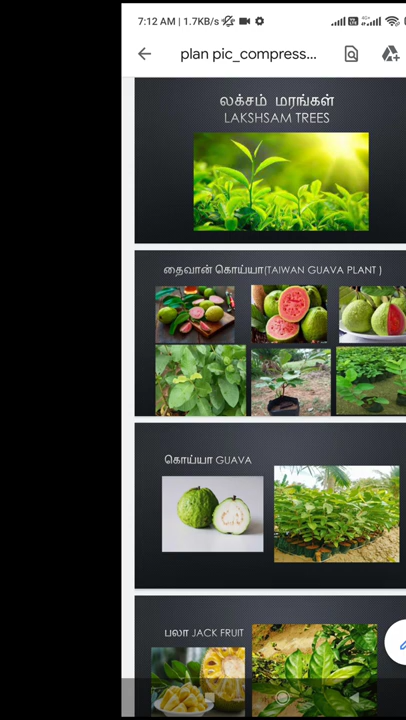 7:12 AM | 1.7KB/s
plan pic_compress...
லக்சம் மரங்கள்
LAKSHSAM TREES
தைவான் கொய்யா(TAIWAN GUAVA PLANT )
கொய்யா GUAVA
பலா JACK FRUIT